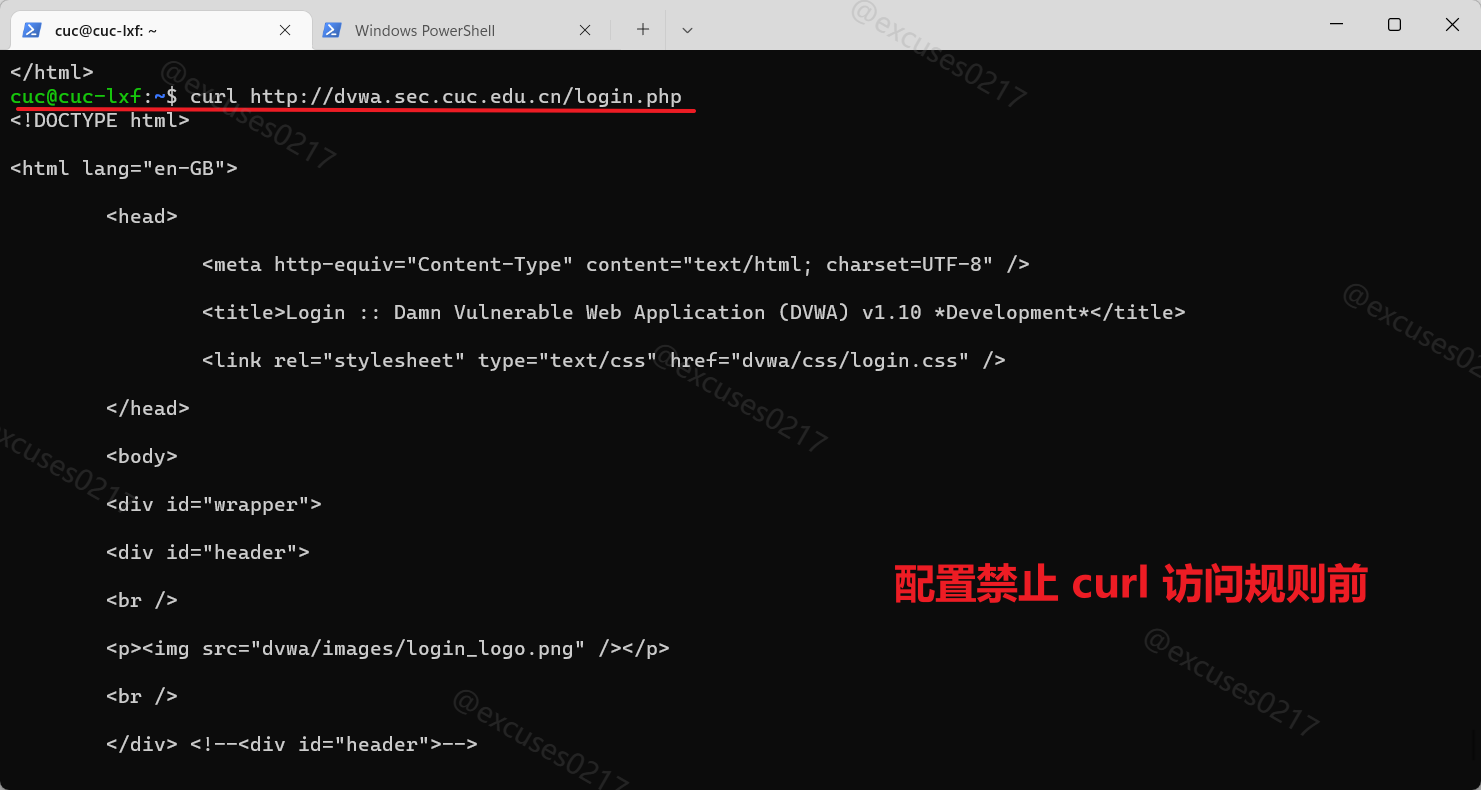 cuc@cuc-lxf: ~
Windows PowerShell
@excuses0217
</html>
@excuses0217
cuc@cuc-lxf:~$ curl http://dvwa.sec.cuc.edu.cn/login.php
<!DOCTYPE html>
<html lang="en-GB">
<head>
<meta http-equiv="Content-Type" content="text/html; charset=UTF-8" />
<title>Login :: Damn Vulnerable Web Application (DVWA) v1.10 *Development*</title>
@excuses02
<link rel="stylesheet" type="text/css" href="dvwa/css/login.css" />
@excuses0217
</head>
<body>
excuses021
<div id="wrapper">
<div id="header">
配置禁止 curl 访问规则前
<br />
<p><img src="dvwa/images/login_logo.png" /></p>
@excuses0217
<br />
@excuses0217
</div> <!--<div id="header">-->